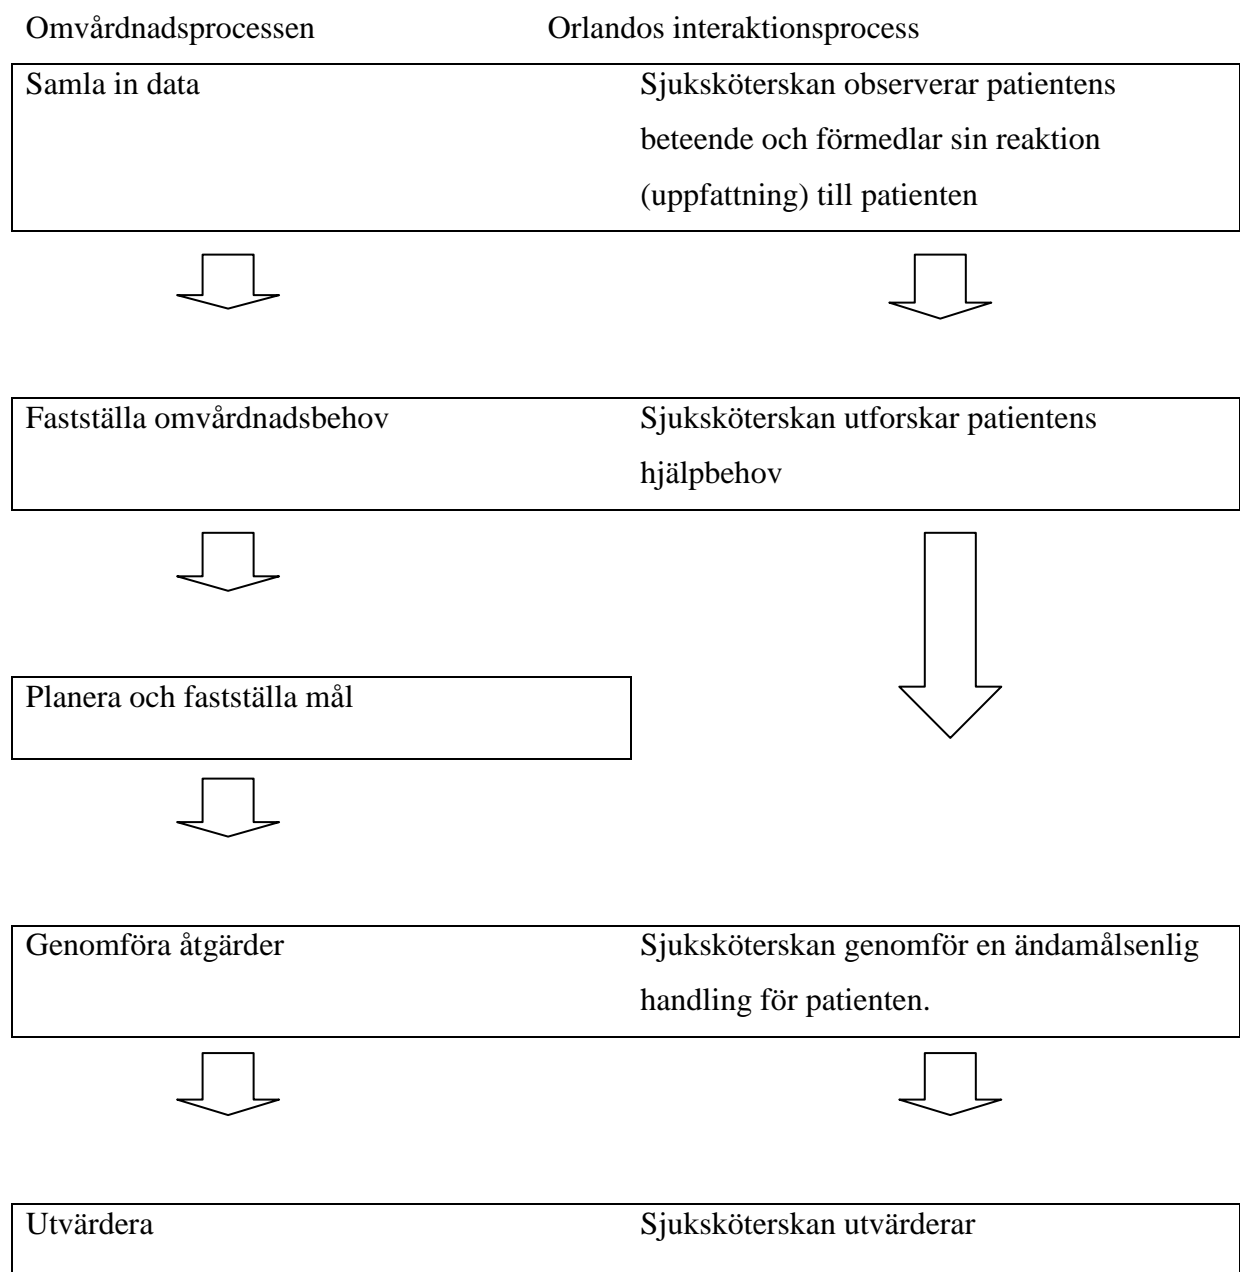 Omvårdnadsprocessen Orlandos interaktionsprocess
Samla in data Sjuksköterskan observerar patientens
beteende och förmedlar sin reaktion
(uppfattning) till patienten
Fastställa omvårdnadsbehov Sjuksköterskan utforskar patientens
hjälpbehov
Planera och fastställa mål
Genomföra åtgärder Sjuksköterskan genomför en ändamålsenlig
handling för patienten.
Utvärdera Sjuksköterskan utvärderar